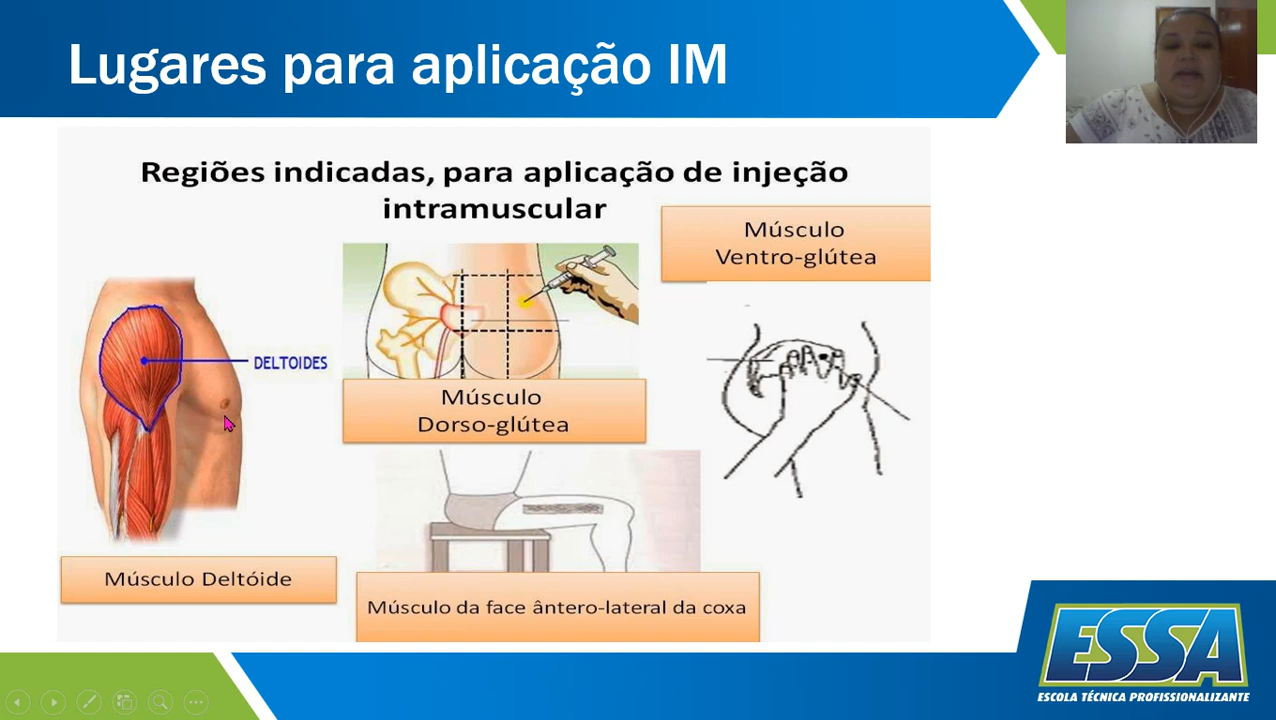 Lugares para aplicação IM
Regiões indicadas, para aplicação de injeção
intramuscular
Músculo
Ventro-glútea
DELTOIDES
Músculo
Dorso-glútea
Músculo Deltóide
Músculo da face ântero-lateral da coxa
ESSA
ESCOLA TÉCNICA PROFISSIONALIZANTE